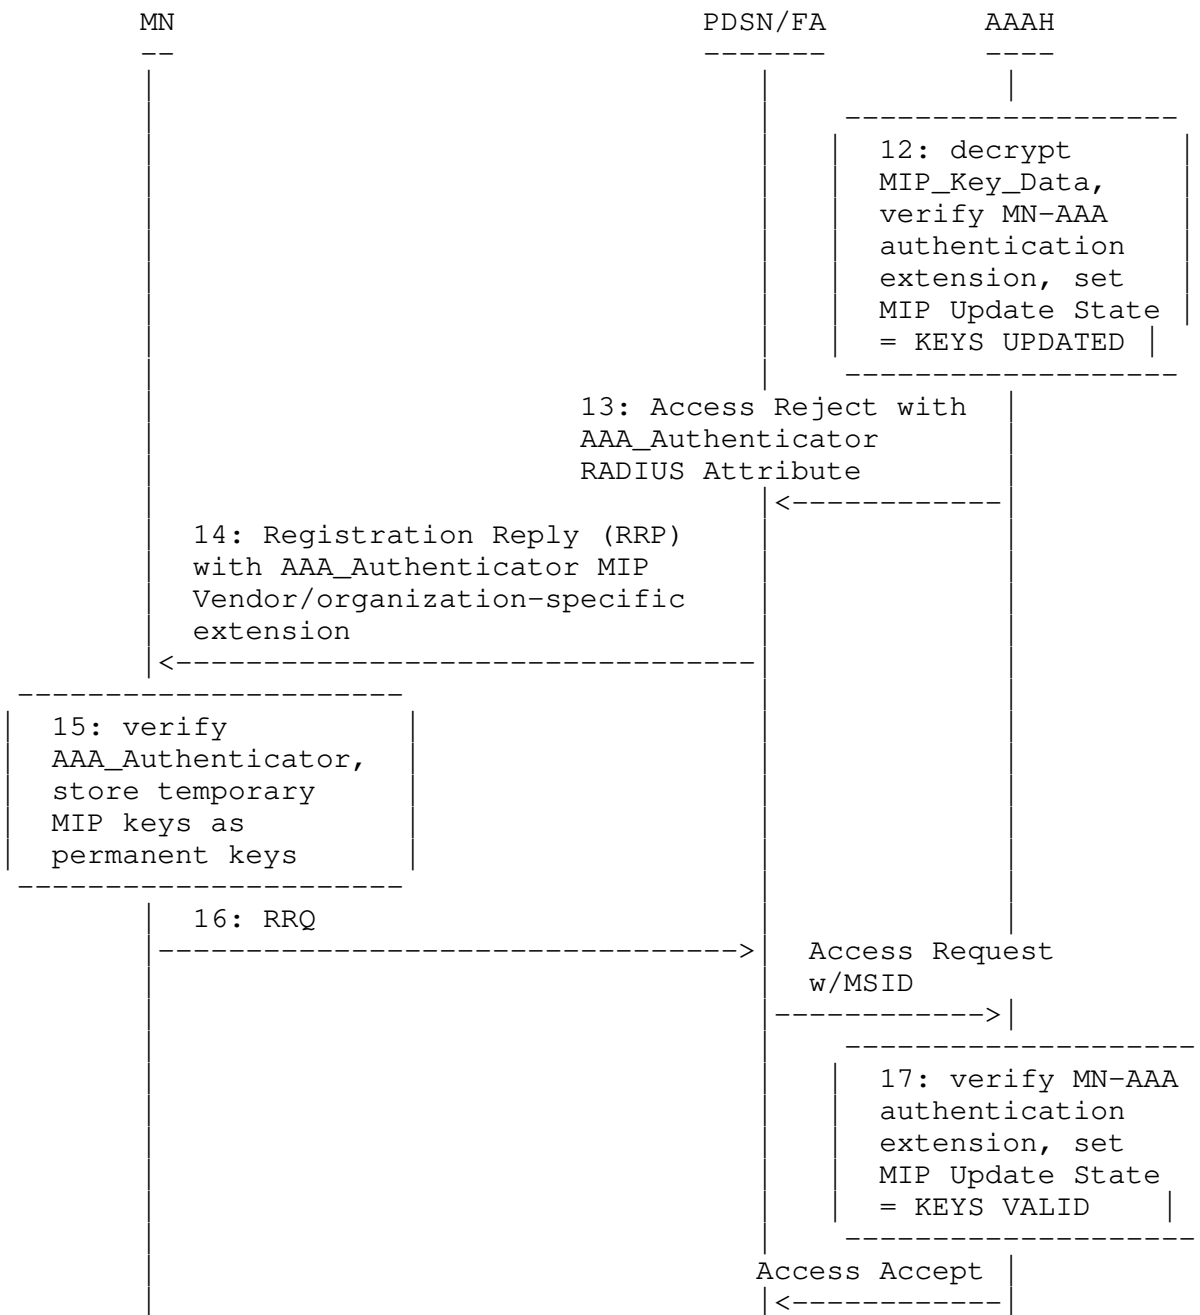 MN PDSN/FA AAAH
-- ------- ----
12: decrypt
MIP_Key_Data,
verify MN-AAA
authentication
extension, set
MIP Update State
= KEYS UPDATED
13: Access Reject with
AAA_Authenticator
RADIUS Attribute
14: Registration Reply (RRP)
with AAA_Authenticator MIP
Vendor/organization-specific
extension
15: verify
AAA_Authenticator,
store temporary
MIP keys as
permanent keys
16: RRQ
Access Request
w/MSID
17: verify MN-AAA
authentication
extension, set
MIP Update State
= KEYS VALID
Access Accept